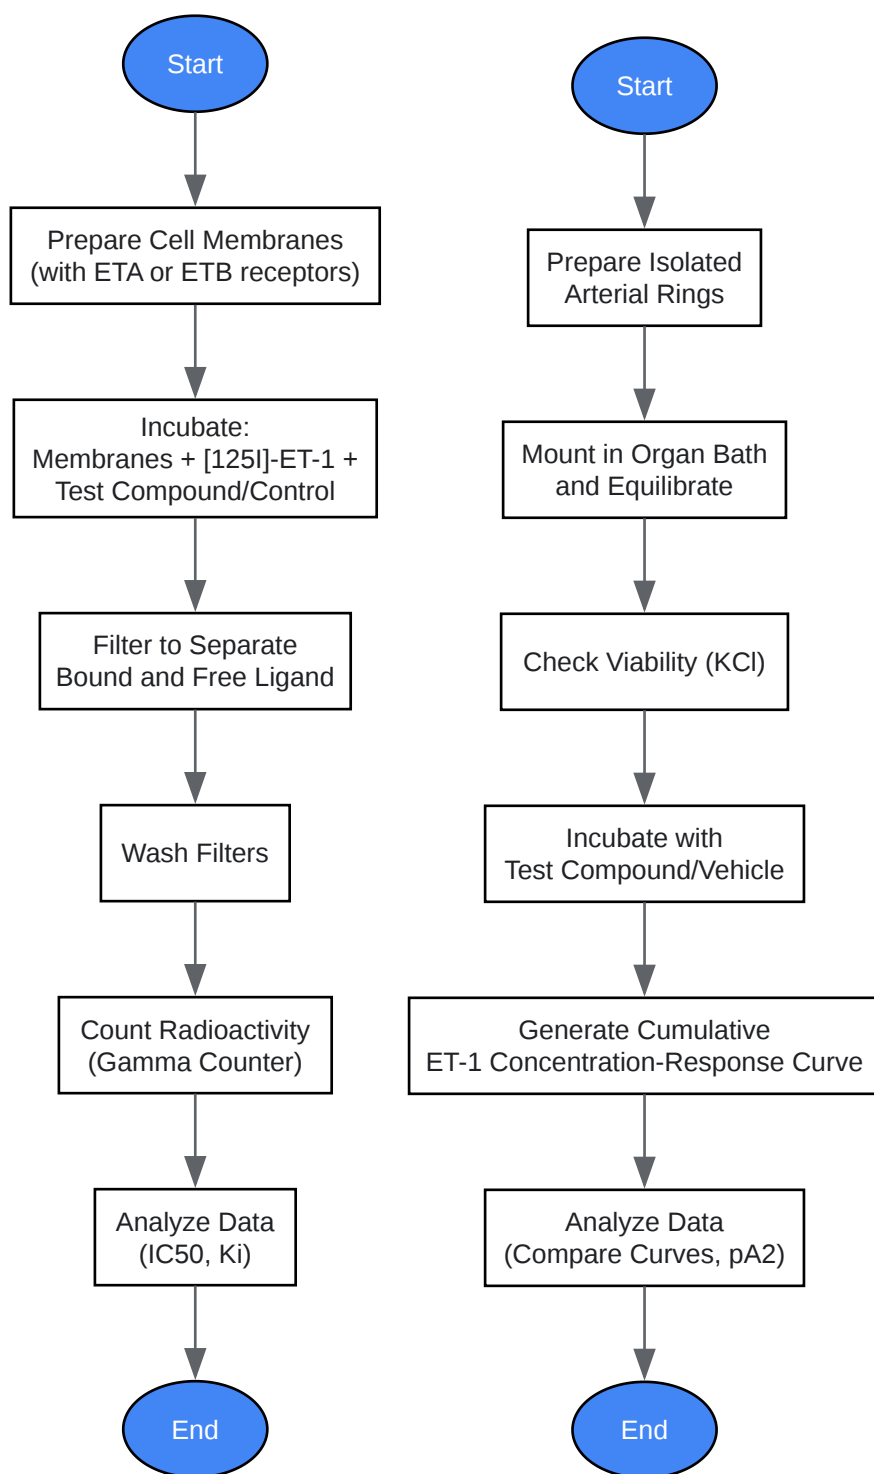 Start
Prepare Cell Membranes
(with ETA or ETB receptors)
Incubate:
Membranes + [125I]-ET-1 +
Test Compound/Control
Filter to Separate
Bound and Free Ligand
Wash Filters
Count Radioactivity
(Gamma Counter)
Analyze Data
(IC50, Ki)
End
Start
Prepare Isolated
Arterial Rings
Mount in Organ Bath
and Equilibrate
Check Viability (KCl)
Incubate with
Test Compound/Vehicle
Generate Cumulative
ET-1 Concentration-Response Curve
Analyze Data
(Compare Curves, pA2)
End